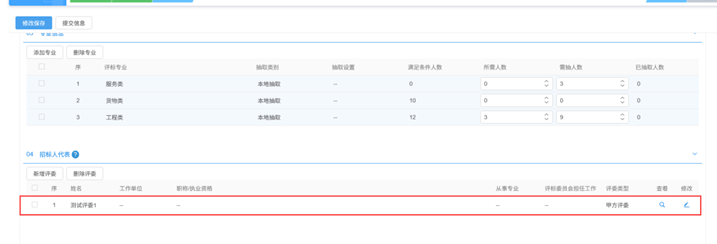 修改保存 提交信息
03 专业信息
添加专业 删除专业
序 评标专业 抽取类别 抽取设置 满足条件人数 所需人数 需抽人数 已抽取人数
1 服务类 本地抽取 -- 0 0 3 0
2 货物类 本地抽取 -- 10 0 0 0
3 工程类 本地抽取 -- 12 3 9 0
04 招标人代表 ?
新增评委 删除评委
序 姓名 工作单位 职称/执业资格 从事专业 评标委员会担任工作 评委类型 查看 修改
1 测试评委1 -- -- -- -- 甲方评委